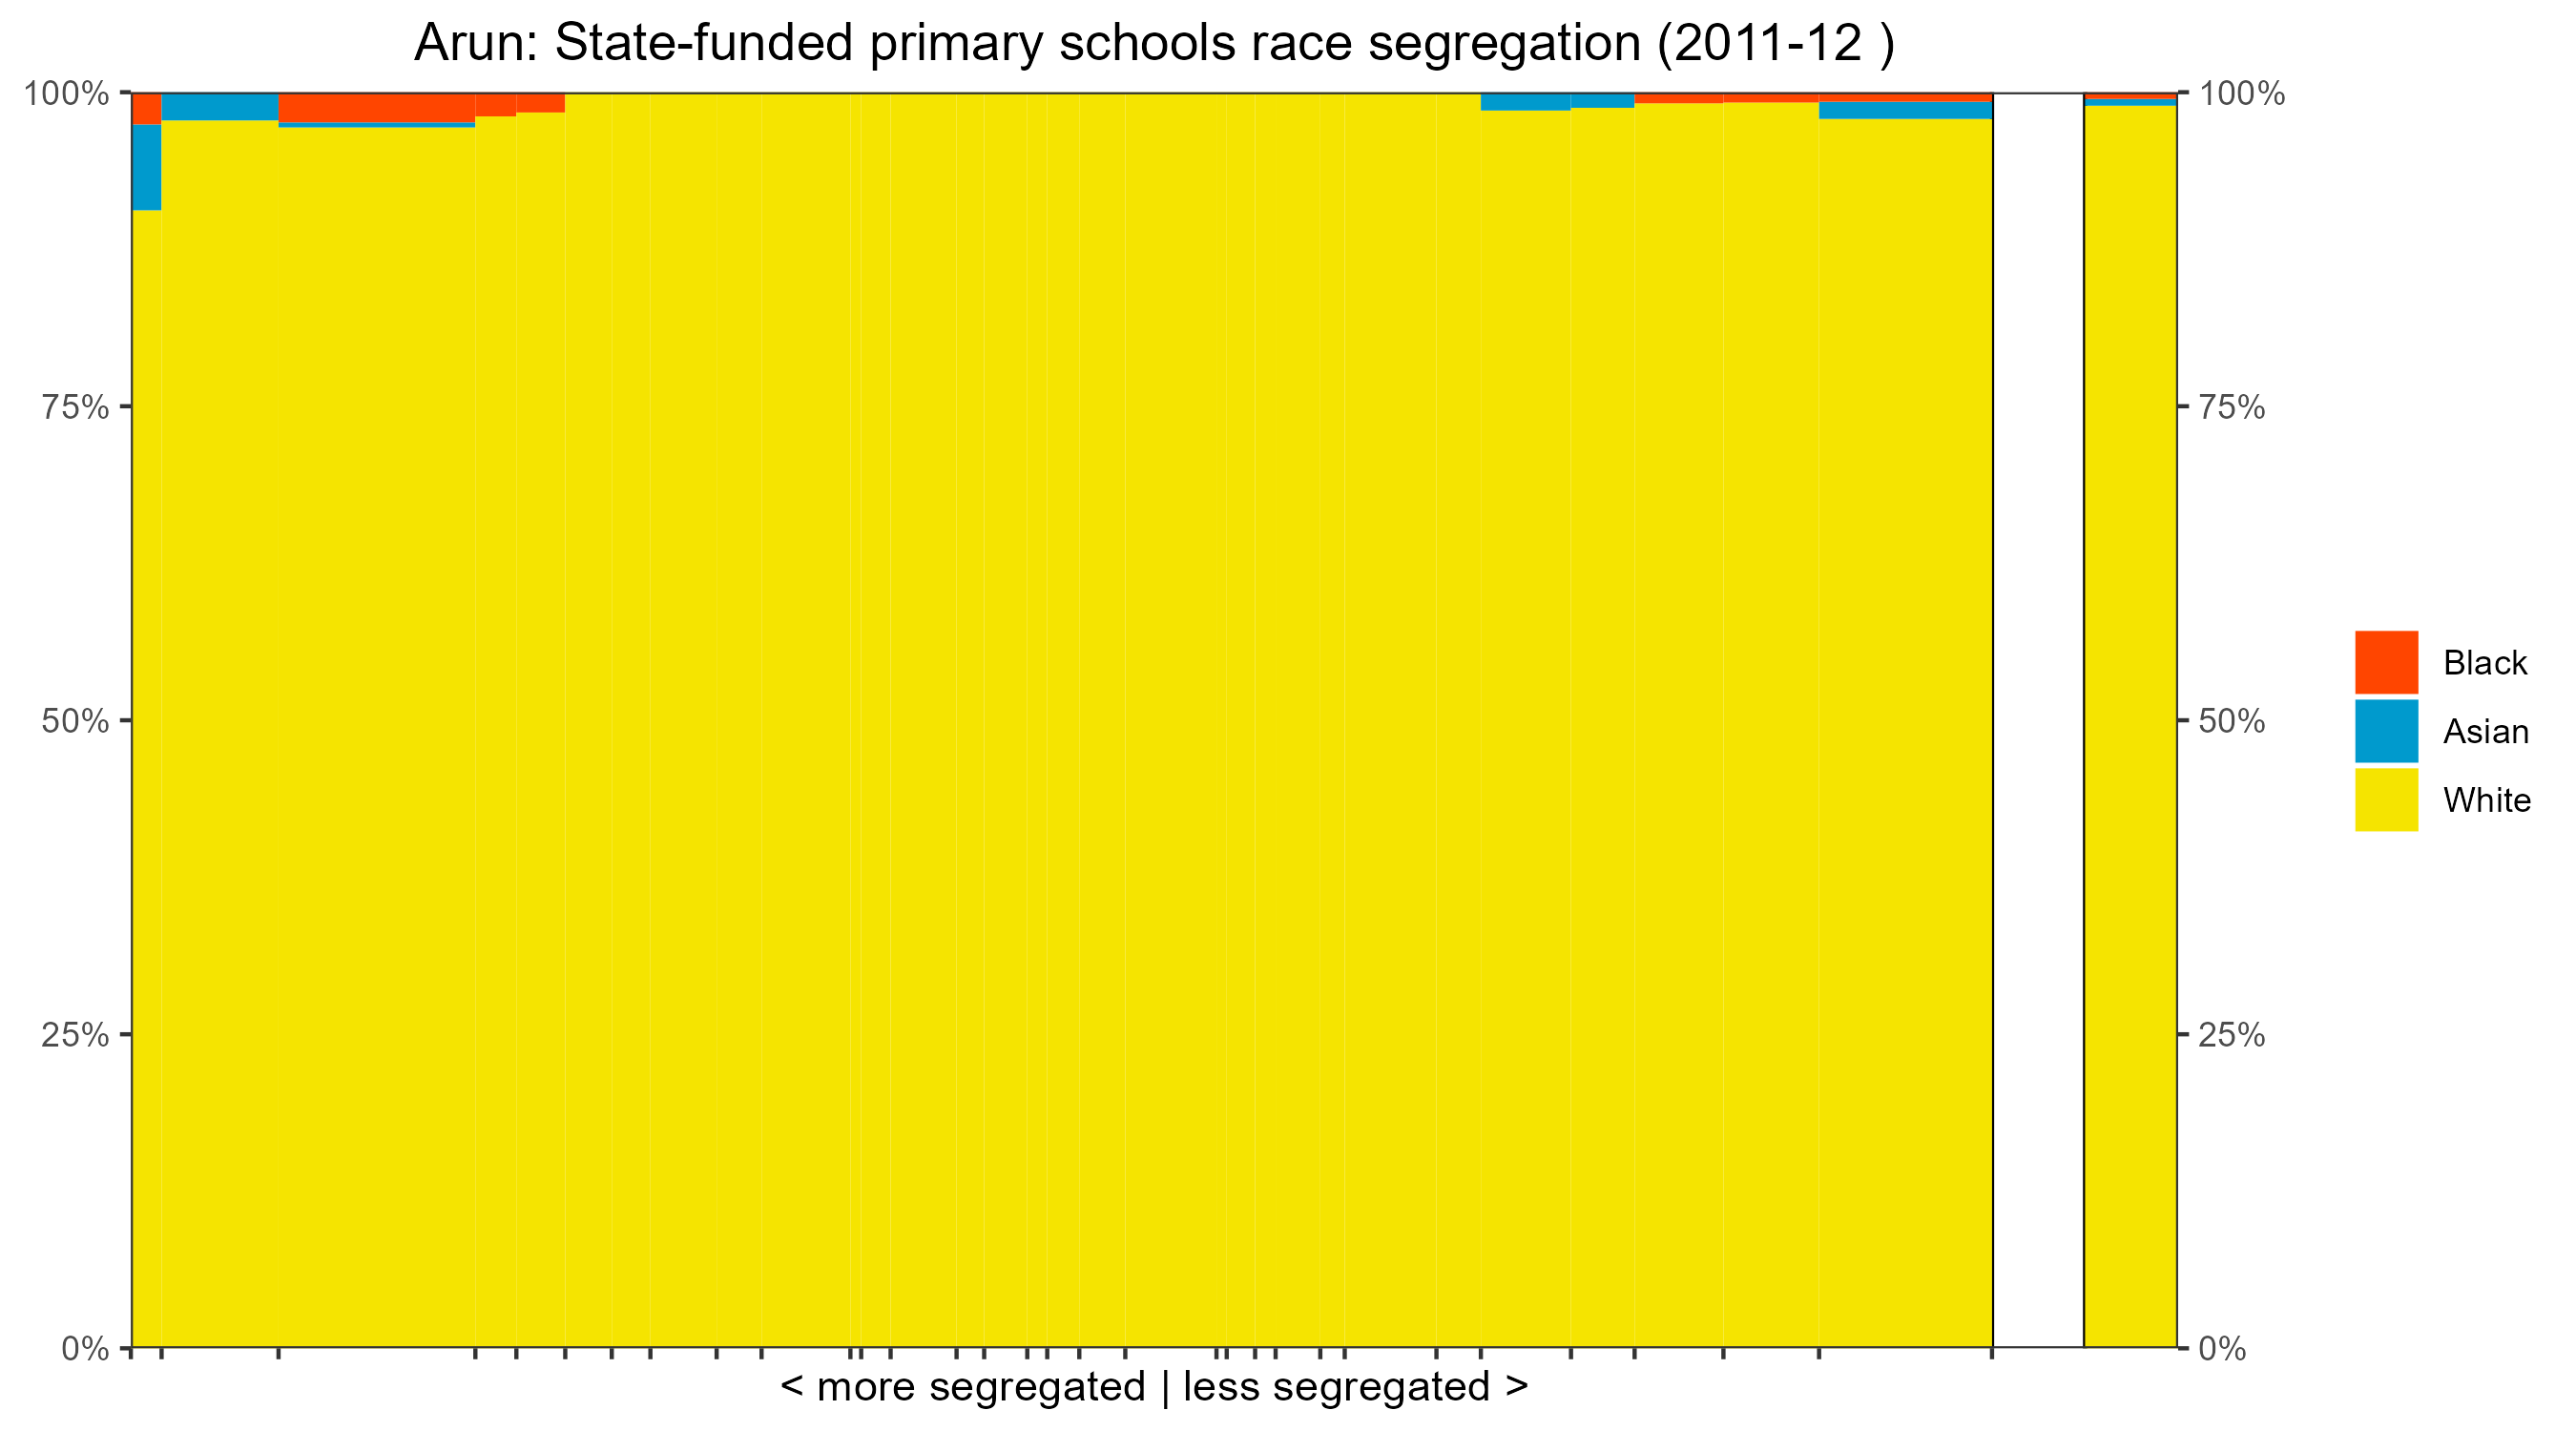 Arun: State-funded primary schools race segregation (2011-12 )
100%
75%
50%
25%
0%
100%
75%
50%
25%
0%
Black
Asian
White
< more segregated | less segregated >